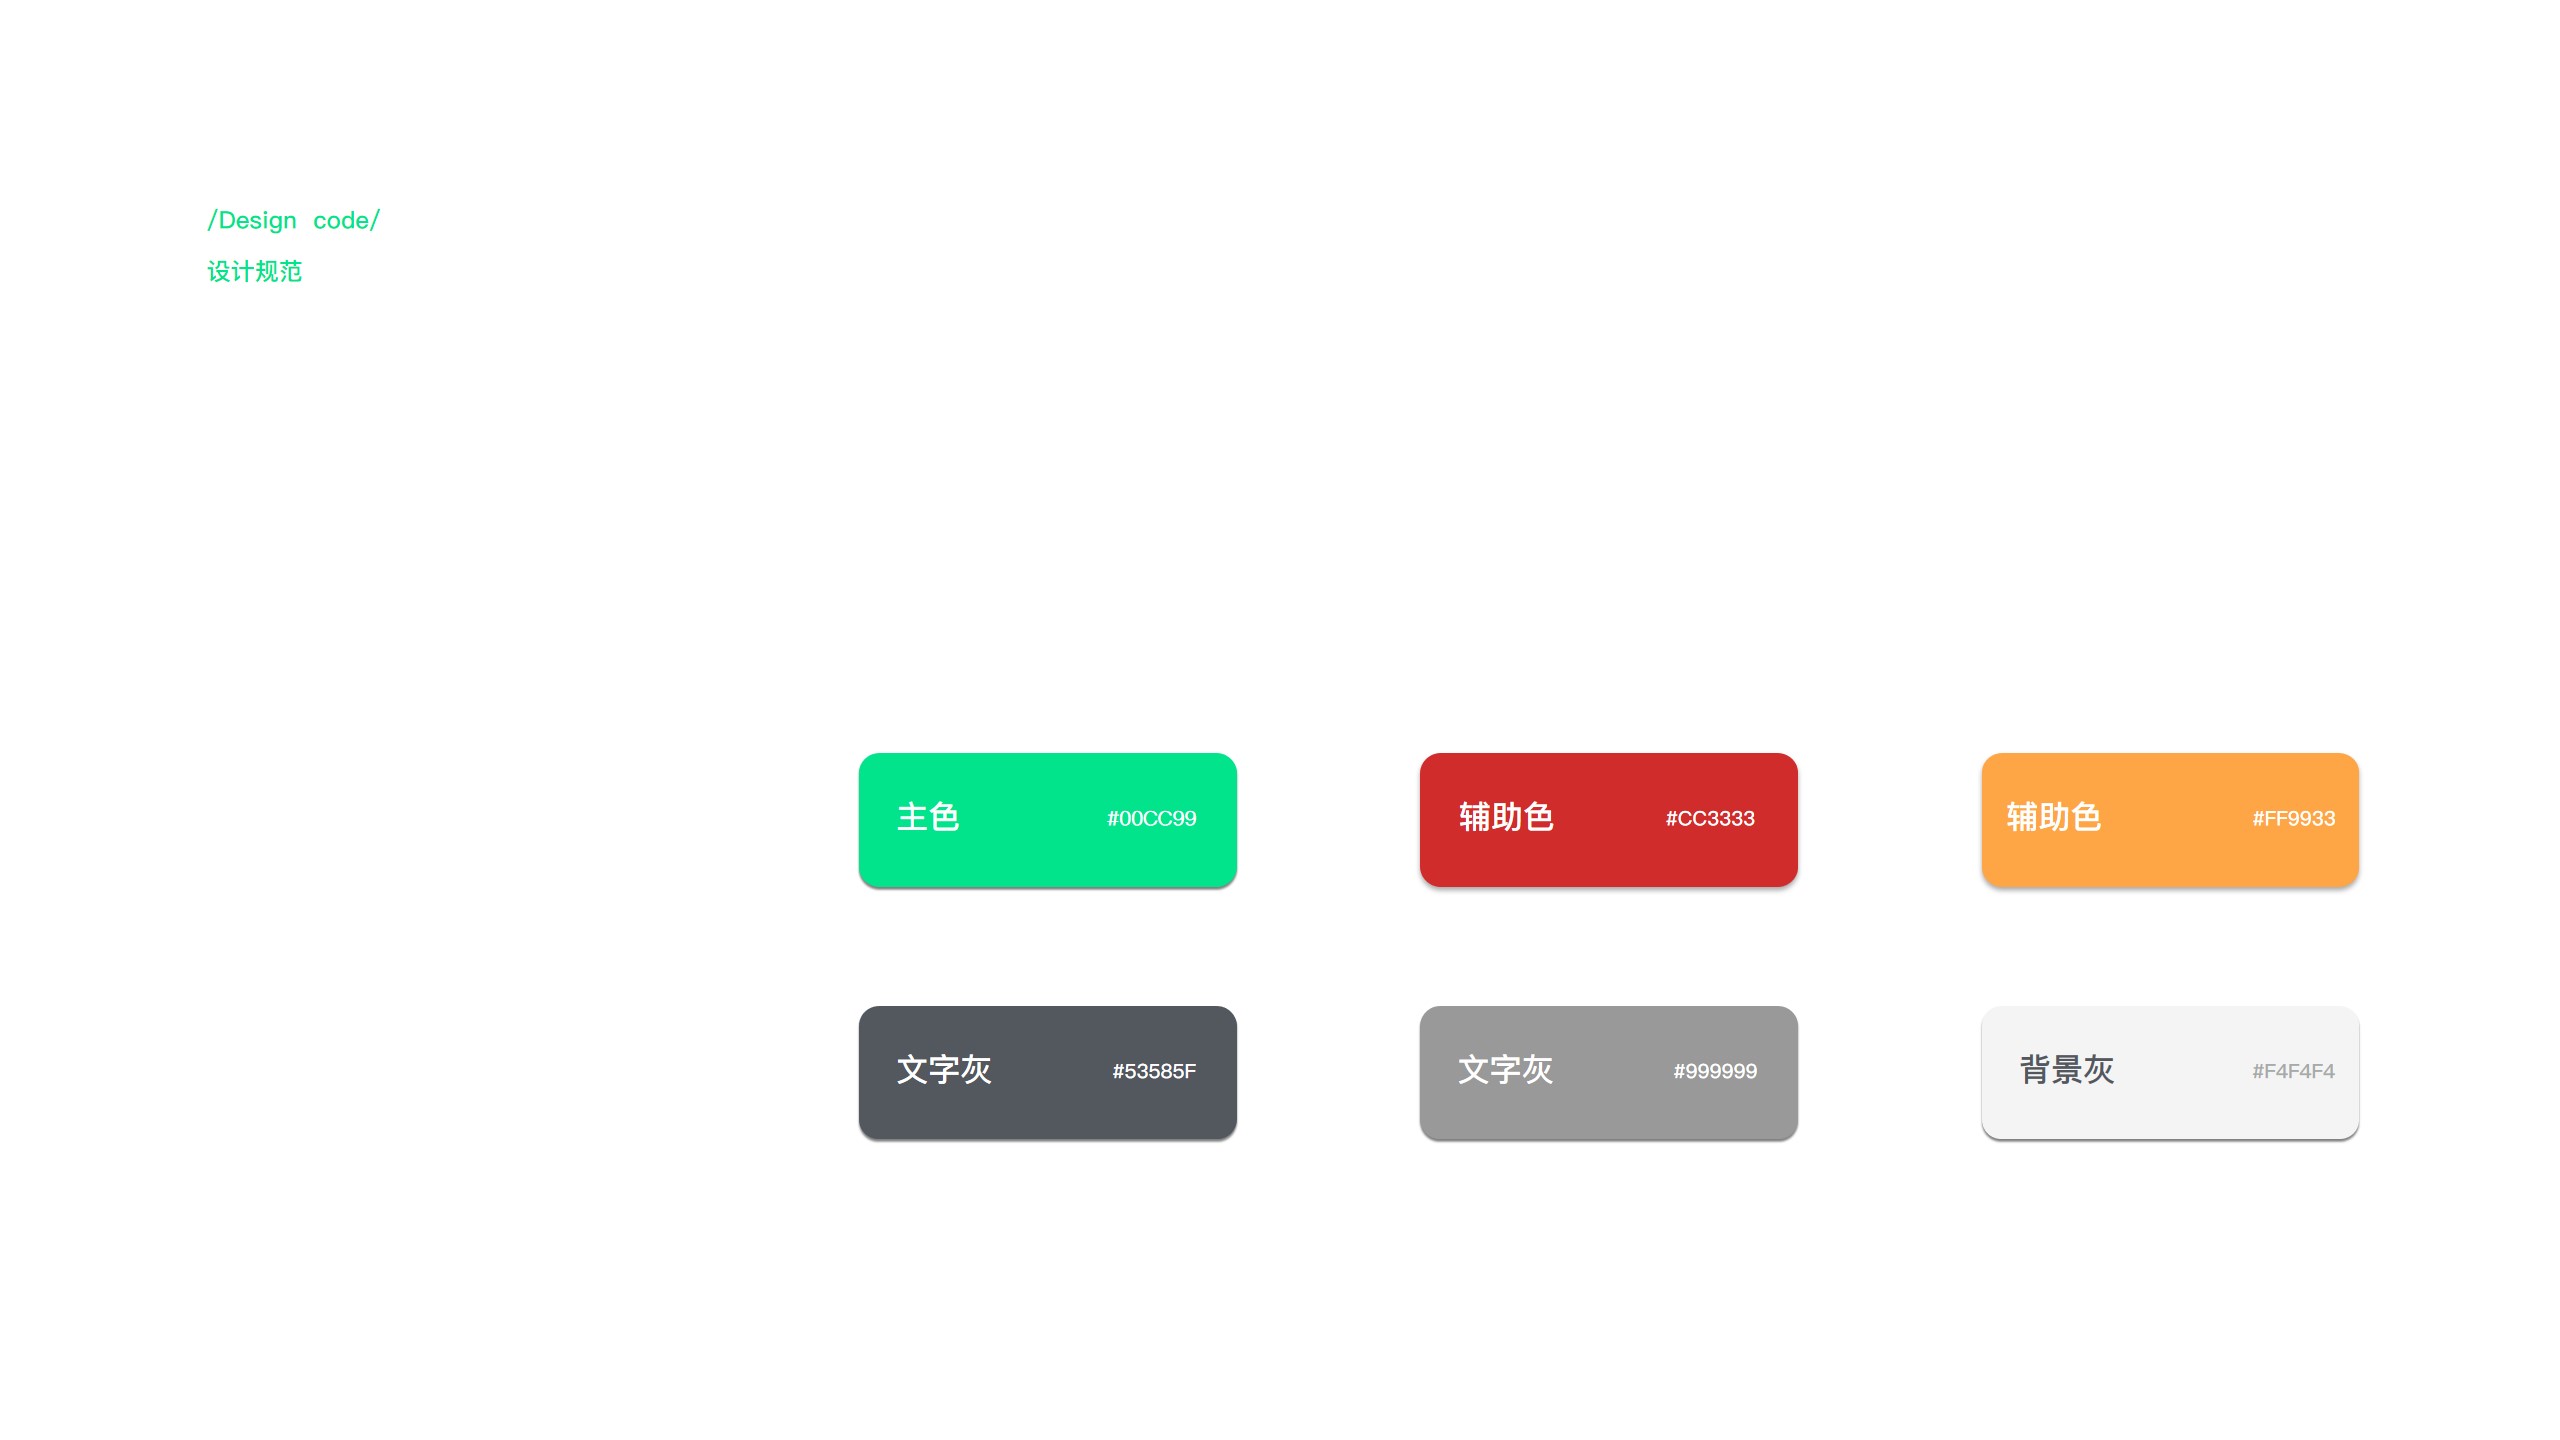 /Design code/
设计规范
主色 #00CC99
辅助色 #CC3333
辅助色 #FF9933
文字灰 #53585F
文字灰 #999999
背景灰 #F4F4F4